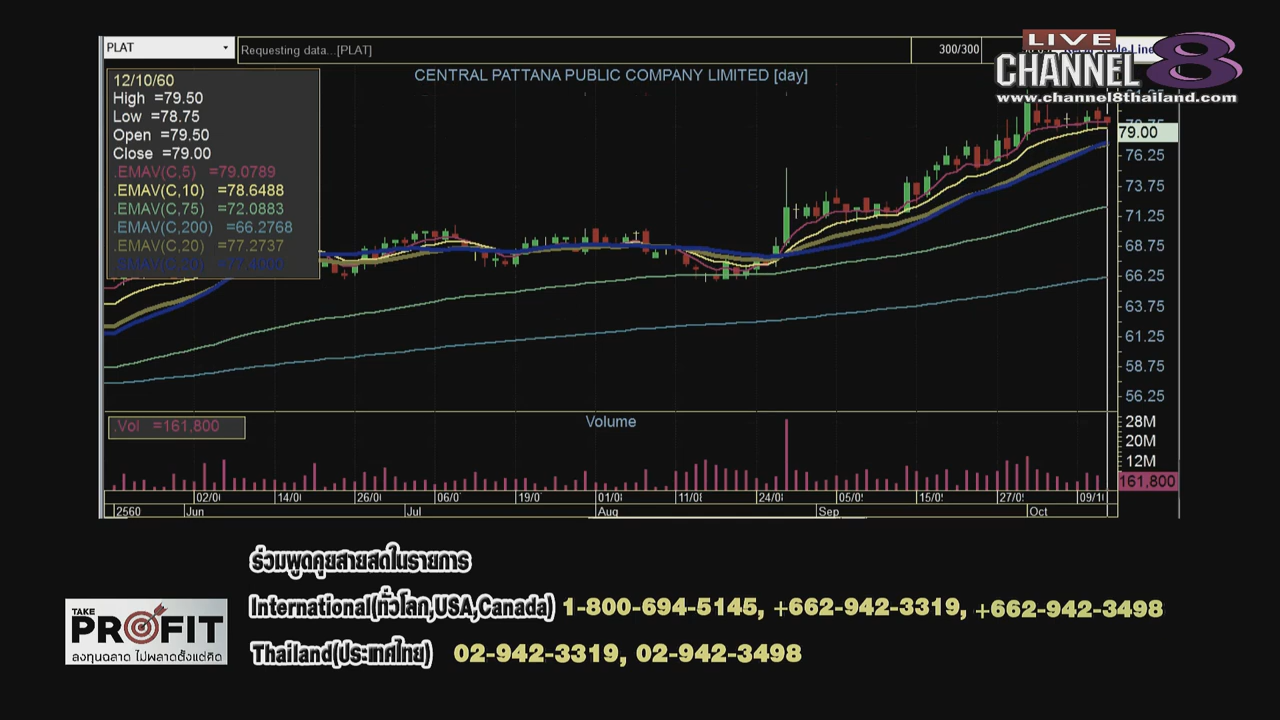 PLAT
Requesting data...[PLAT]
300/300
LIVE
CHANNEL 8
www.channel8thailand.com
CENTRAL PATTANA PUBLIC COMPANY LIMITED [day]
12/10/60
High =79.50
Low =78.75
Open =79.50
Close =79.00
.EMAV(C,5) =79.0789
.EMAV(C,10) =78.6488
.EMAV(C,75) =72.0883
.EMAV(C,200) =66.2768
.EMAV(C,20) =77.2737
79.00
76.25
73.75
71.25
68.75
66.25
63.75
61.25
58.75
56.25
.Vol =161,800
Volume
28M
20M
12M
161,800
02/0
14/0
26/0
06/0
19/0
01/0
11/0
24/0
05/0
15/0
27/0
09/1
2560 Jun Jul Aug Sep Oct
ร่วมพูดคุยสายสดในรายการ
International(ทั่วโลก,USA,Canada) 1-800-694-5145, +662-942-3319, +662-942-3498
Thailand(ประเทศไทย) 02-942-3319, 02-942-3498
TAKE
PROFIT
ลงทุนฉลาด ไม่พลาดตั้งแต่คิด